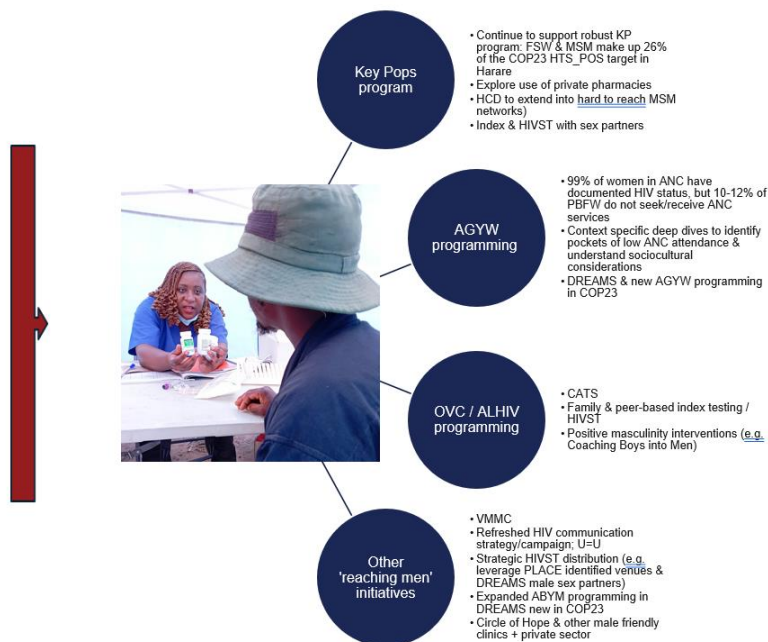 Key Pops
program
• Continue to support robust KP
program: FSW & MSM make up 26%
of the COP23 HTS_POS target in
Harare
• Explore use of private pharmacies
• HCD to extend into hard to reach MSM
networks)
• Index & HIVST with sex partners
AGYW
programming
• 99% of women in ANC have
documented HIV status, but 10-12% of
PBFW do not seek/receive ANC
services
• Context specific deep dives to identify
pockets of low ANC attendance &
understand sociocultural
considerations
• DREAMS & new AGYW programming
in COP23
OVC / ALHIV
programming
• CATS
• Family & peer-based index testing /
HIVST
• Positive masculinity interventions (e.g.
Coaching Boys into Men)
Other
'reaching men'
initiatives
• VMMC
• Refreshed HIV communication
strategy/campaign; U=U
• Strategic HIVST distribution (e.g.
leverage PLACE identified venues &
DREAMS male sex partners)
• Expanded ABYM programming in
DREAMS new in COP23
• Circle of Hope & other male friendly
clinics + private sector